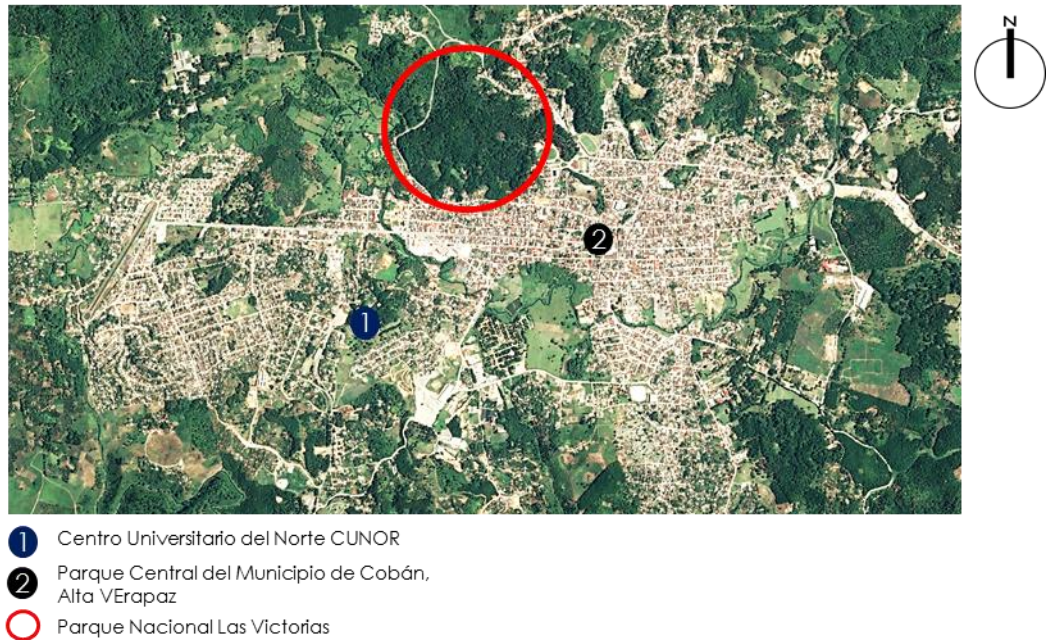 N
2
1
1 Centro Universitario del Norte CUNOR
2 Parque Central del Municipio de Cobán,
Alta VErapaz
Parque Nacional Las Victorias